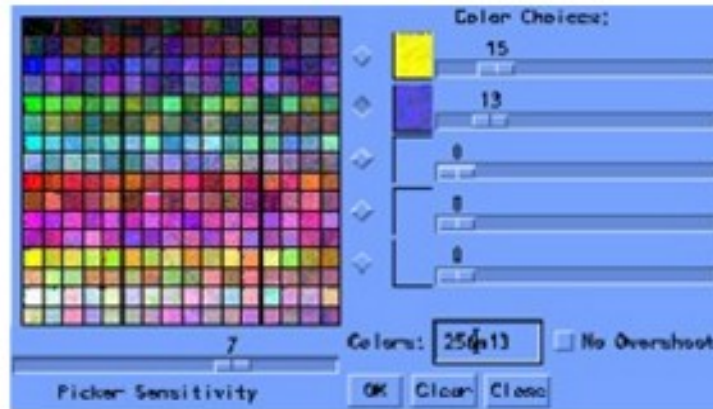 Color Choices:
15
13
0
0
0
7
Picker Sensitivity
Colors:
No Overshoot
OK
Clear
Close